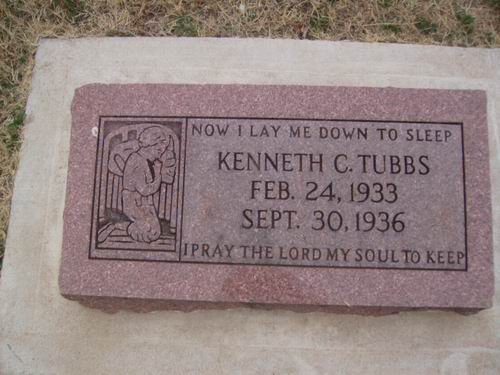 NOW I LAY ME DOWN TO SLEEP
KENNETH C. TUBBS
FEB. 24, 1933
SEPT. 30, 1936
I PRAY THE LORD MY SOUL TO KEEP